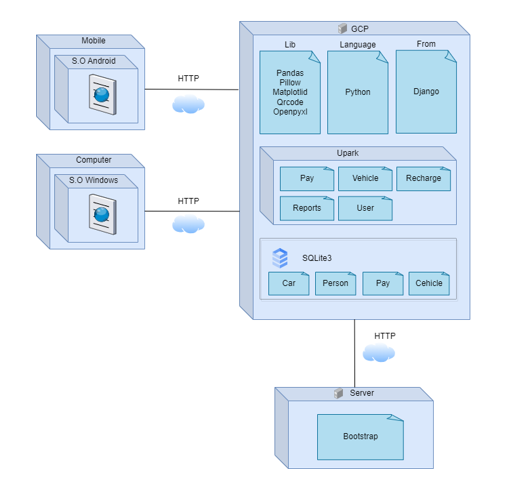 Mobile
S.O Android
HTTP
Computer
S.O Windows
HTTP
GCP
Lib
Language
From
Pandas
Pillow
Matplotlid
Qrcode
Openpyxl
Python
Django
Upark
Pay
Vehicle
Recharge
Reports
User
SQLite3
Car
Person
Pay
Cehicle
HTTP
Server
Bootstrap